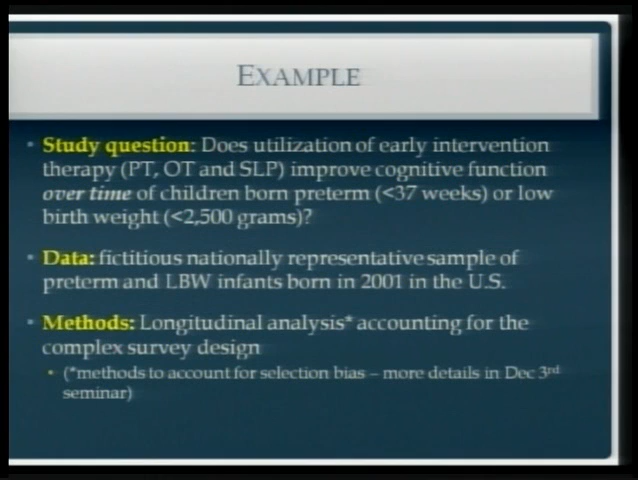 EXAMPLE
• Study question: Does utilization of early intervention
therapy (PT, OT and SLP) improve cognitive function
over time of children born preterm (<37 weeks) or low
birth weight (<2,500 grams)?
• Data: fictitious nationally representative sample of
preterm and LBW infants born in 2001 in the U.S.
• Methods: Longitudinal analysis* accounting for the
complex survey design
• (*methods to account for selection bias – more details in Dec 3rd
seminar)